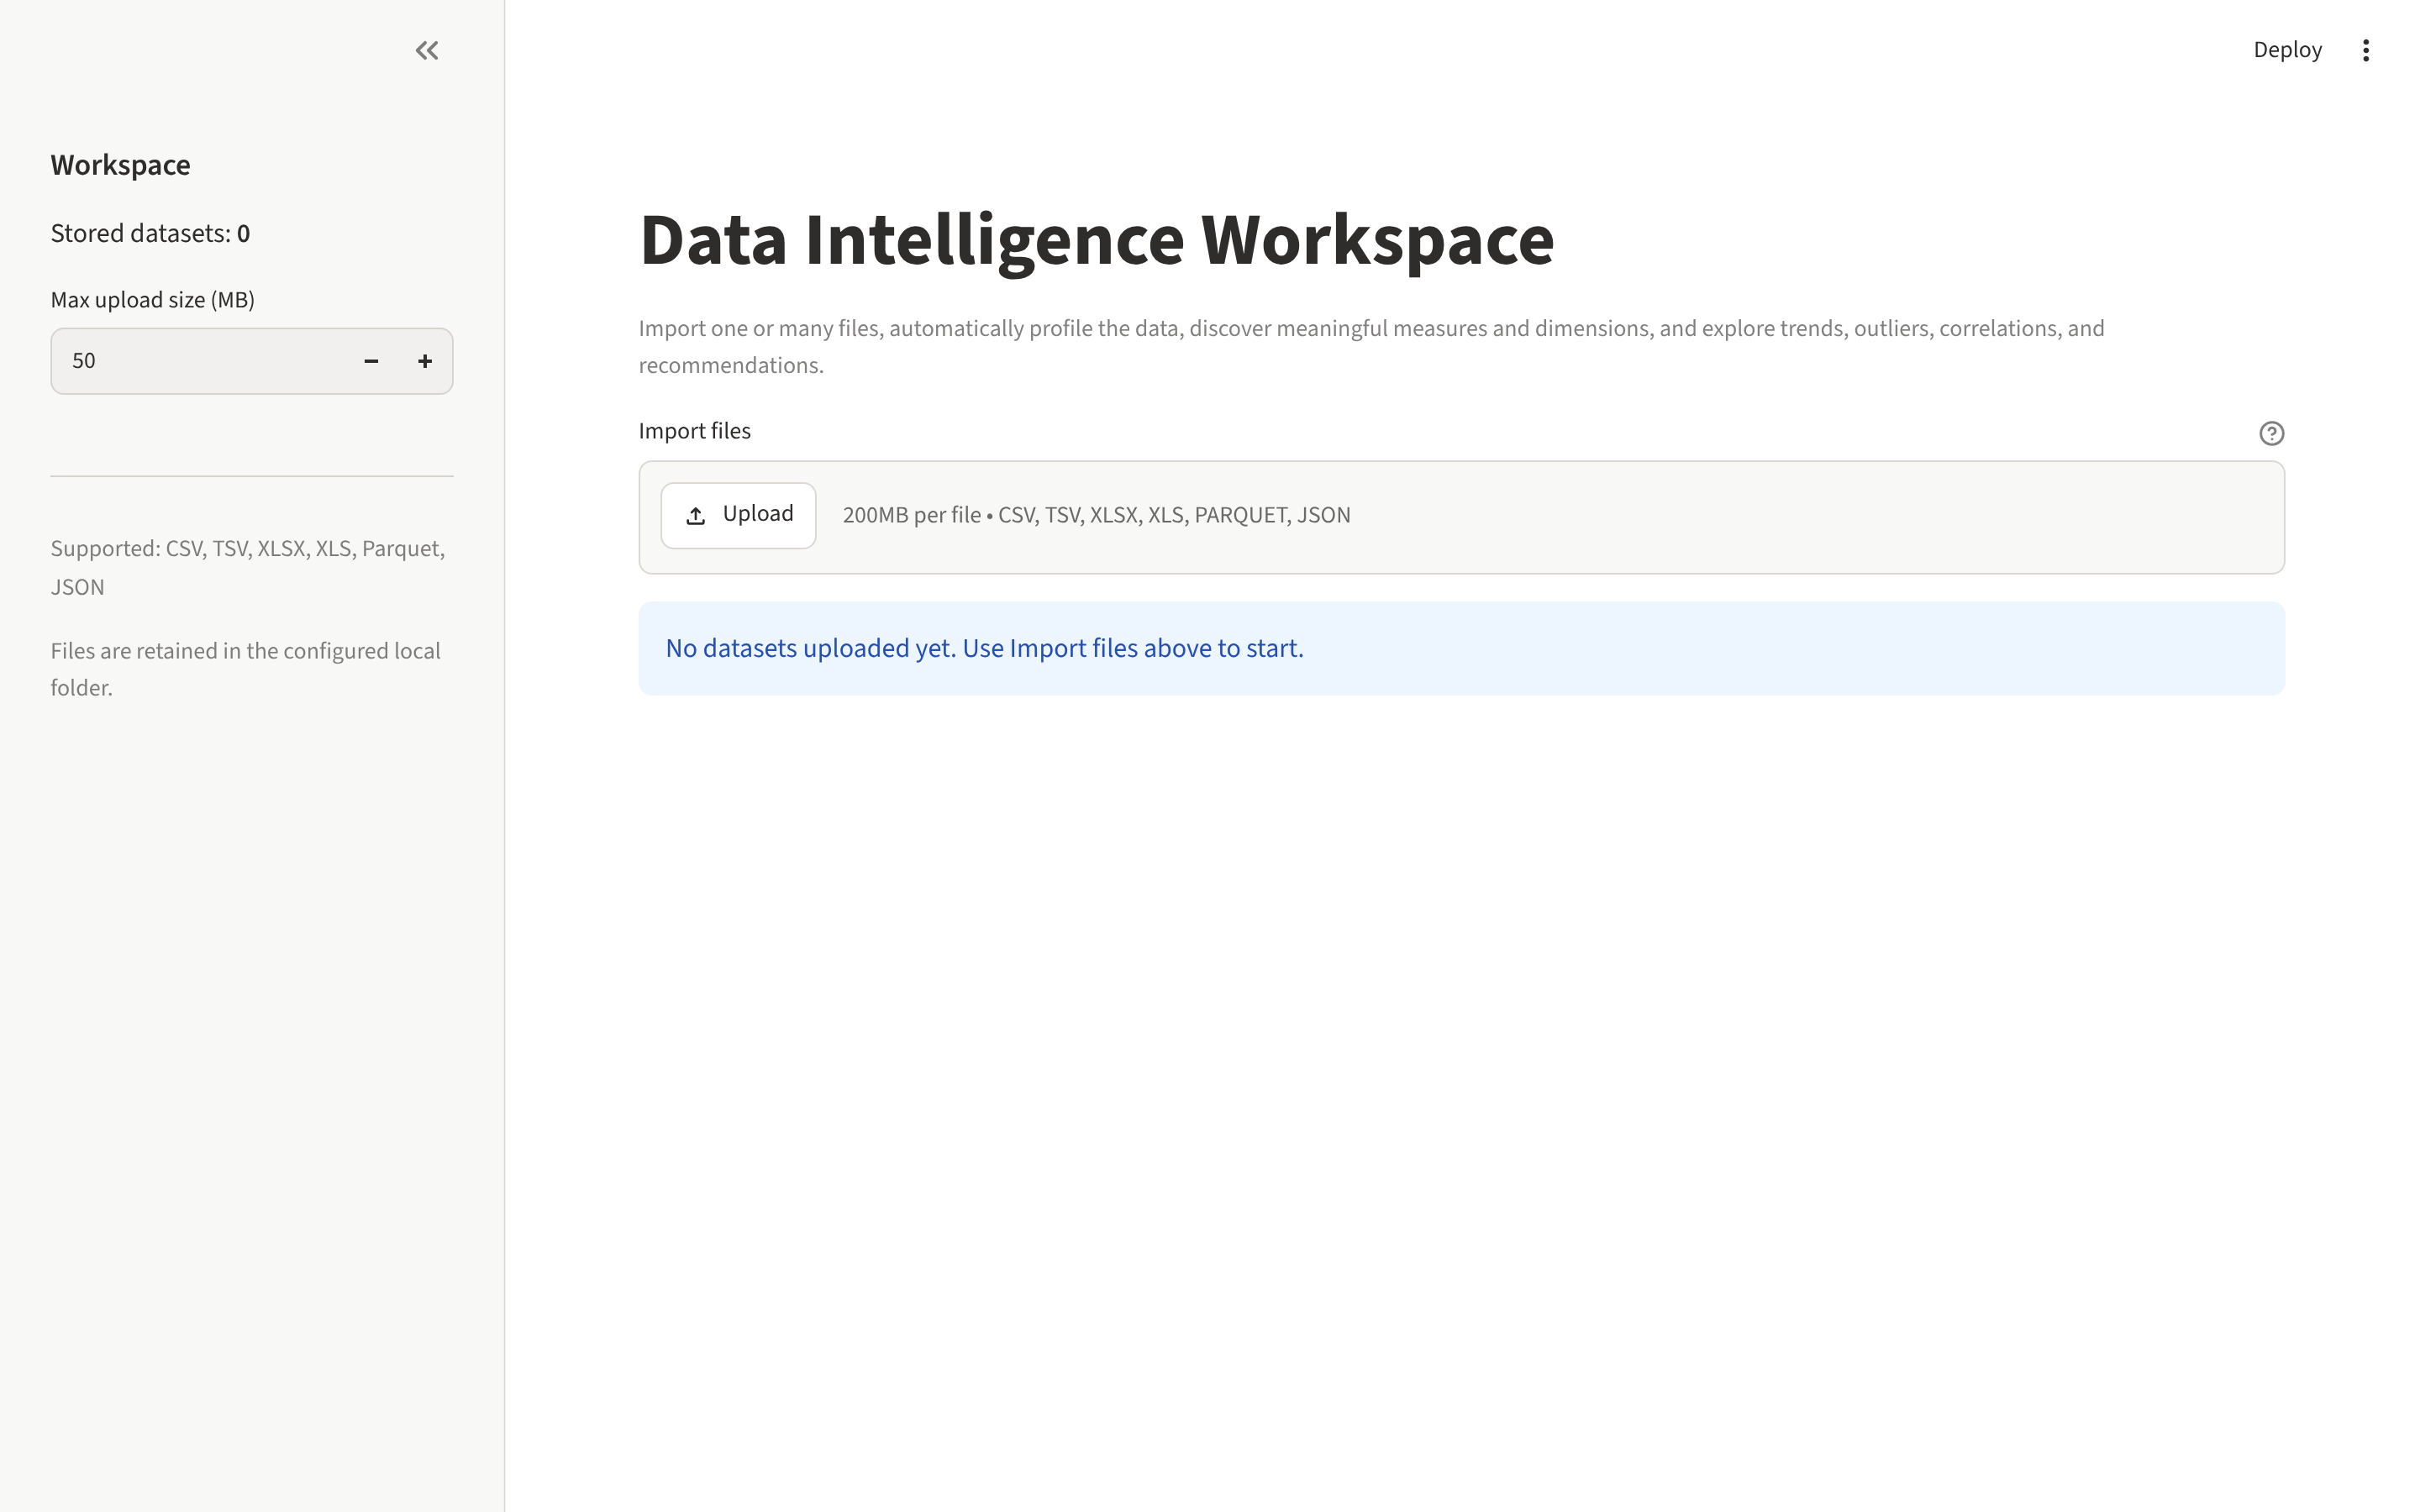 Deploy
Workspace
Stored datasets: 0
Max upload size (MB)
50
Supported: CSV, TSV, XLSX, XLS, Parquet,
JSON
Files are retained in the configured local
folder.
Data Intelligence Workspace
Import one or many files, automatically profile the data, discover meaningful measures and dimensions, and explore trends, outliers, correlations, and
recommendations.
Import files
Upload
200MB per file • CSV, TSV, XLSX, XLS, PARQUET, JSON
No datasets uploaded yet. Use Import files above to start.